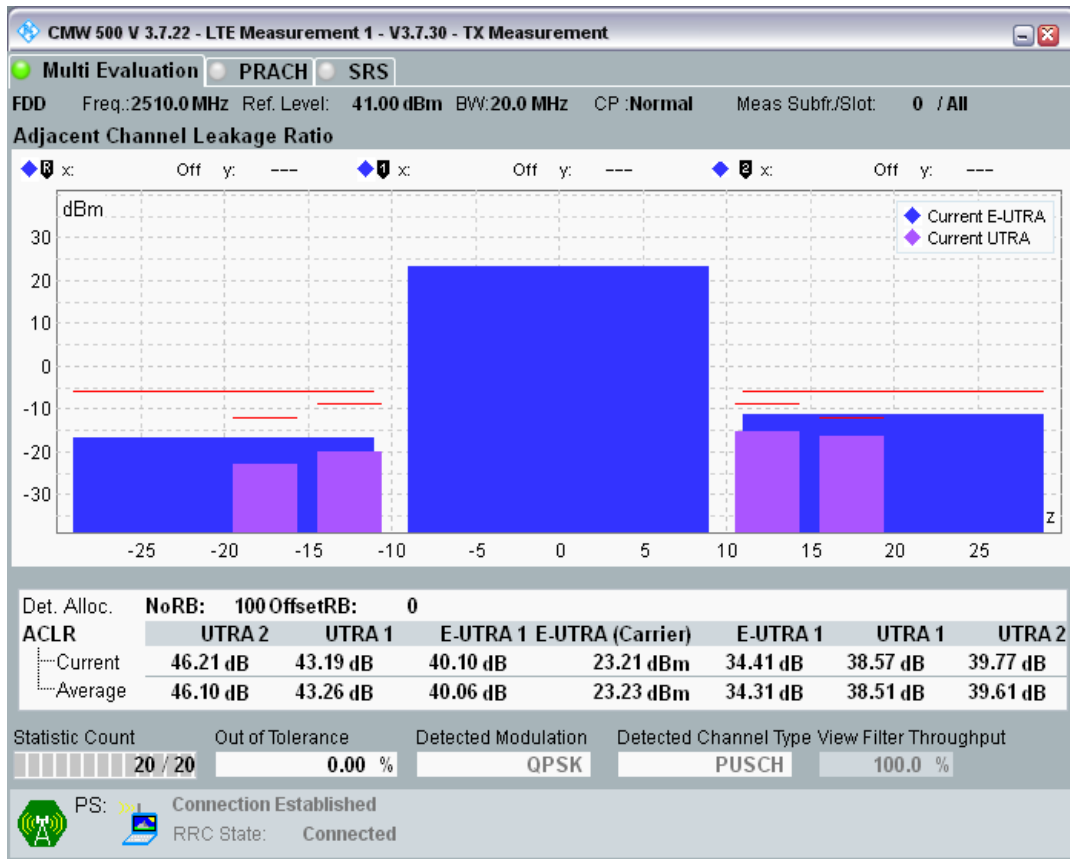 CMW 500 V 3.7.22 - LTE Measurement 1 - V3.7.30 - TX Measurement
Multi Evaluation PRACH SRS
FDD Freq.:2510.0 MHz Ref. Level: 41.00 dBm BW:20.0 MHz CP :Normal Meas Subfr./Slot: 0 / All
Adjacent Channel Leakage Ratio
R x: Off y: --- 1 x: Off y: --- 2 x: Off y: ---
dBm
Current E-UTRA
Current UTRA
30
20
10
0
-10
-20
-30
z
-25 -20 -15 -10 -5 0 5 10 15 20 25
Det. Alloc. NoRB: 100 OffsetRB: 0
ACLR UTRA 2 UTRA 1 E-UTRA 1 E-UTRA (Carrier) E-UTRA 1 UTRA 1 UTRA 2
Current 46.21 dB 43.19 dB 40.10 dB 23.21 dBm 34.41 dB 38.57 dB 39.77 dB
Average 46.10 dB 43.26 dB 40.06 dB 23.23 dBm 34.31 dB 38.51 dB 39.61 dB
Statistic Count Out of Tolerance Detected Modulation Detected Channel Type View Filter Throughput
20 / 20 0.00 % QPSK PUSCH 100.0 %
PS: Connection Established
RRC State: Connected